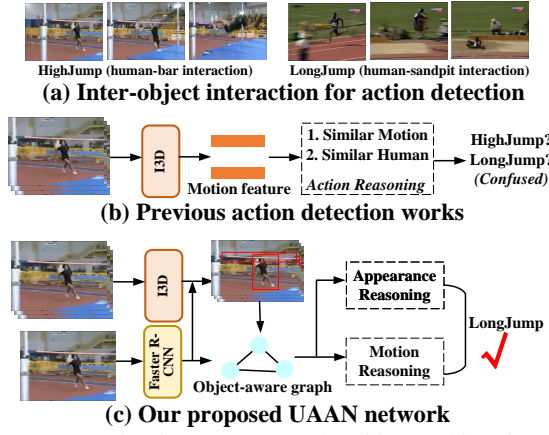 HighJump (human-bar interaction)
LongJump (human-sandpit interaction)
(a) Inter-object interaction for action detection
I3D
Motion feature
1. Similar Motion
2. Similar Human
Action Reasoning
HighJump?
LongJump?
(Confused)
(b) Previous action detection works
I3D
Faster R-
CNN
Object-aware graph
Appearance
Reasoning
Motion
Reasoning
LongJump
(c) Our proposed UAAN network